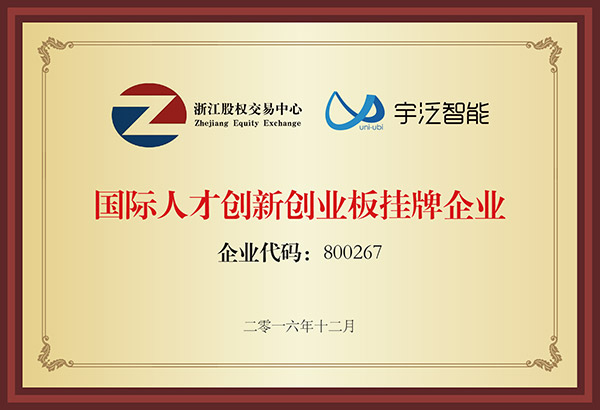 浙江股权交易中心
Zhejiang Equity Exchange
uni-ubi
宇泛智能
国际人才创新创业板挂牌企业
企业代码：800267
二零一六年十二月